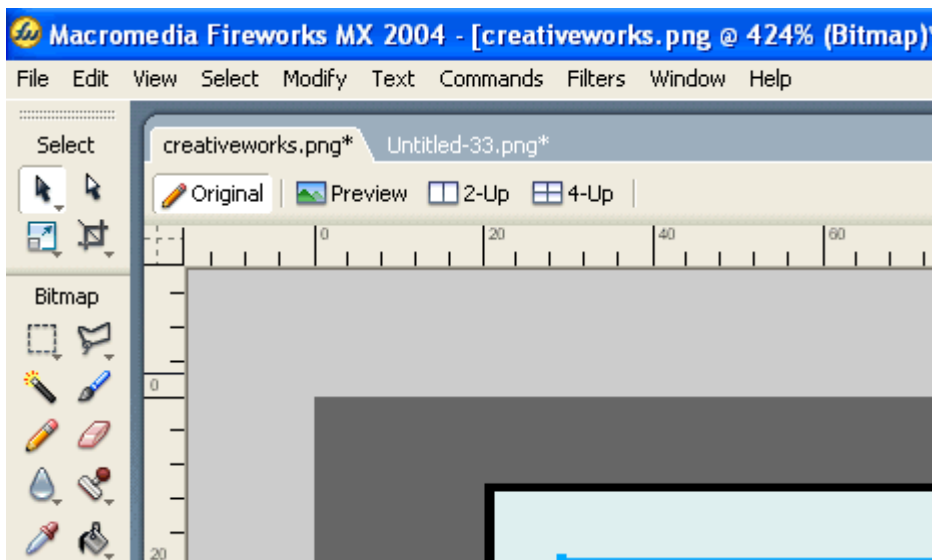 Macromedia Fireworks MX 2004 - [creativeworks.png @ 424% (Bitmap)*
File Edit View Select Modify Text Commands Filters Window Help
Select
creativeworks.png* Untitled-33.png*
Original Preview 2-Up 4-Up
0 20 40 60
Bitmap
0
20